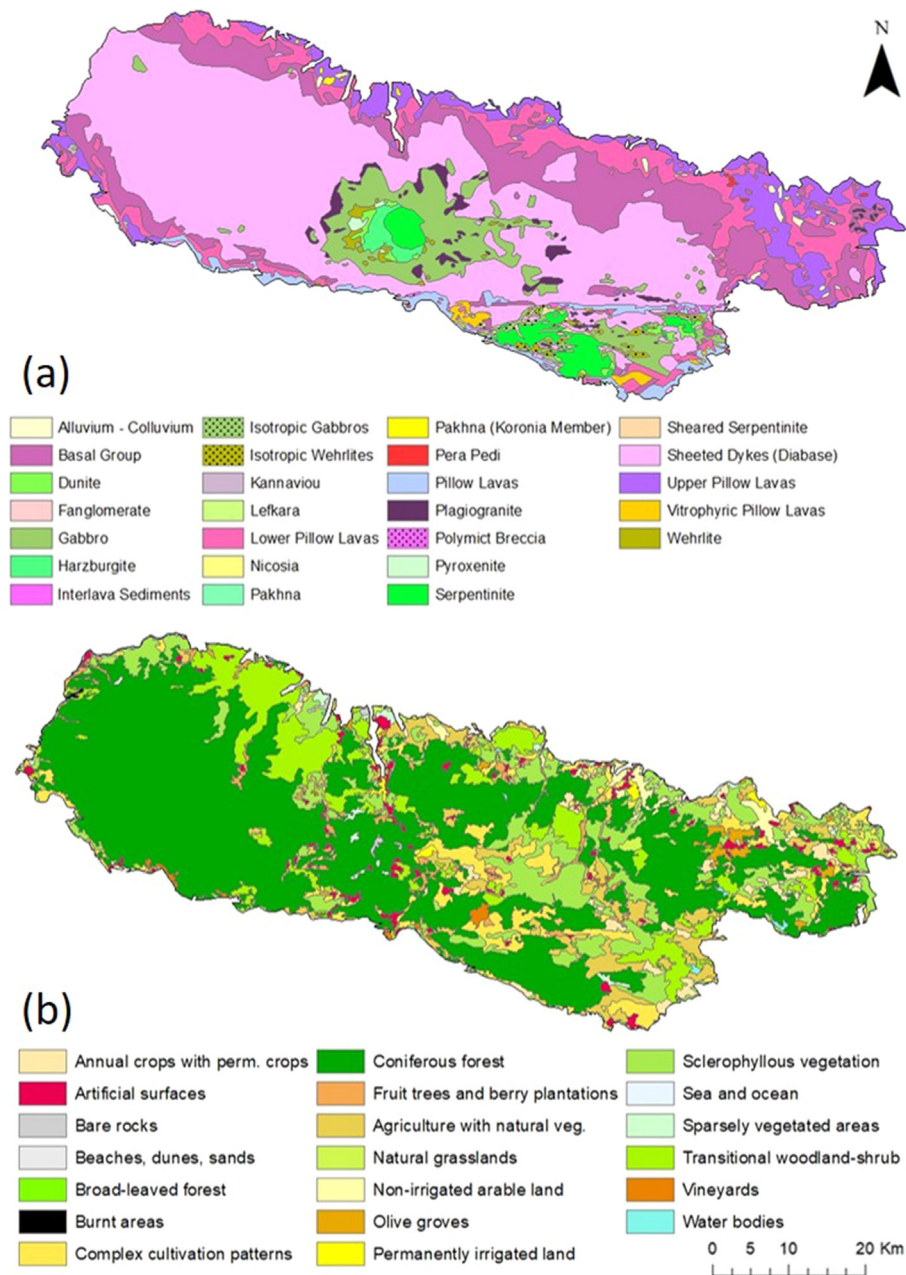 N
(a)
Alluvium - Colluvium
Isotropic Gabbros
Pakhna (Koronia Member)
Sheared Serpentinite
Basal Group
Isotropic Wehrlites
Pera Pedi
Sheeted Dykes (Diabase)
Dunite
Kannaviou
Pillow Lavas
Upper Pillow Lavas
Fanglomerate
Lefkara
Plagiogranite
Vitrophyric Pillow Lavas
Gabbro
Lower Pillow Lavas
Polymict Breccia
Wehrlite
Harzburgite
Nicosia
Pyroxenite
Interlava Sediments
Pakhna
Serpentinite
(b)
Annual crops with perm. crops
Coniferous forest
Sclerophyllous vegetation
Artificial surfaces
Fruit trees and berry plantations
Sea and ocean
Bare rocks
Agriculture with natural veg.
Sparsely vegetated areas
Beaches, dunes, sands
Natural grasslands
Transitional woodland-shrub
Broad-leaved forest
Non-irrigated arable land
Vineyards
Burnt areas
Olive groves
Water bodies
Complex cultivation patterns
Permanently irrigated land
0 5 10 20 Km